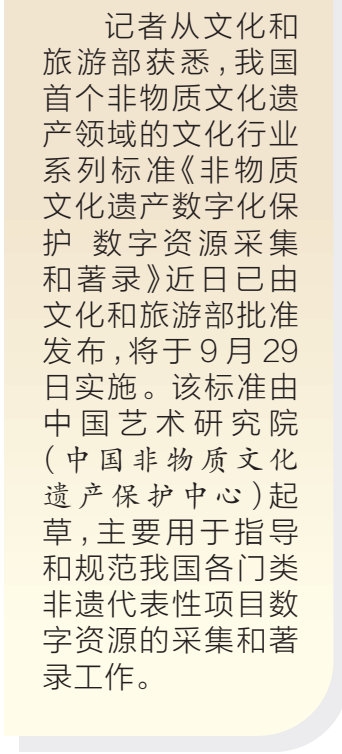 记者从文化和
旅游部获悉,我国
首个非物质文化遗
产领域的文化行业
系列标准《非物质
文化遗产数字化保
护 数字资源采集
和著录》近日已由
文化和旅游部批准
发布,将于9月29
日实施。该标准由
中国艺术研究院
(中国非物质文化
遗产保护中心)起
草,主要用于指导
和规范我国各门类
非遗代表性项目数
字资源的采集和著
录工作。